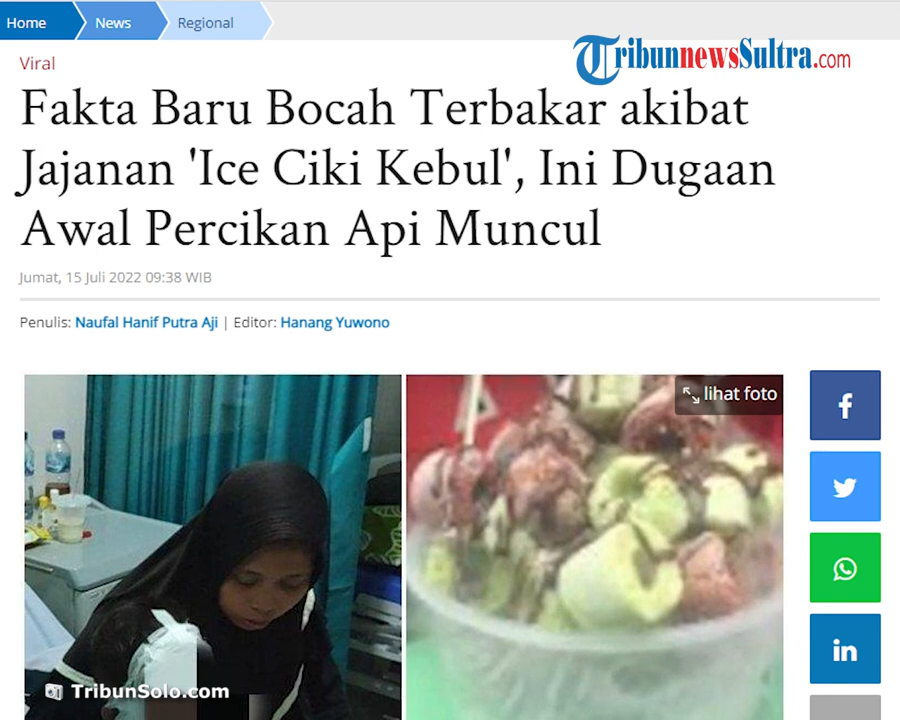 Home News Regional
Viral
TribunnewsSultra.com
Fakta Baru Bocah Terbakar akibat
Jajanan 'Ice Ciki Kebul', Ini Dugaan
Awal Percikan Api Muncul
Jumat, 15 Juli 2022 09:38 WIB
Penulis: Naufal Hanif Putra Aji | Editor: Hanang Yuwono
lihat foto
TribunSolo.com